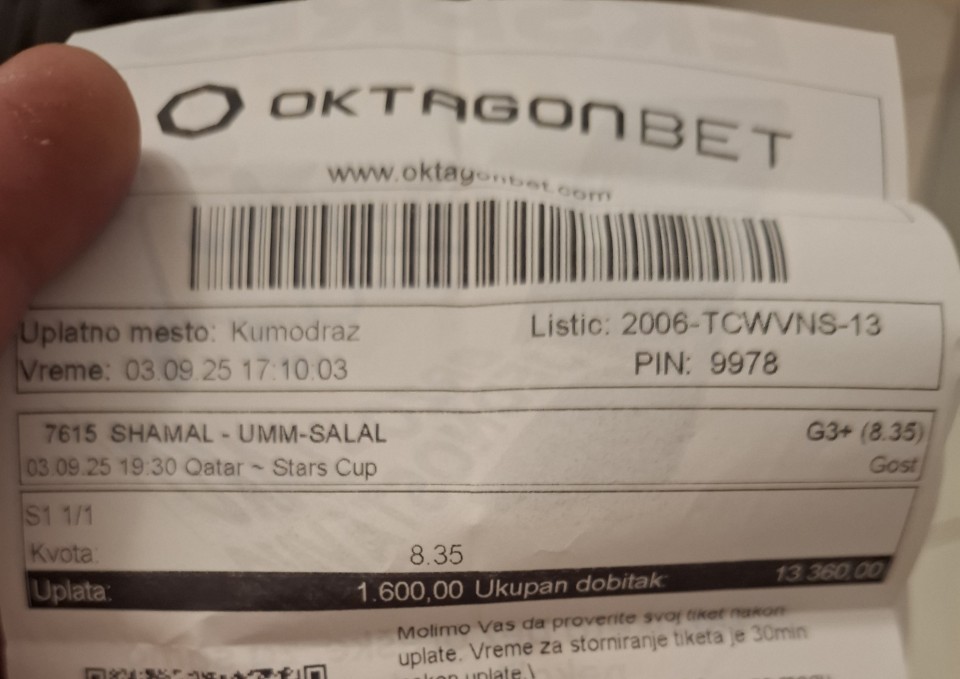 OKTAGONBET
www.oktagonbet.com
Uplatno mesto: Kumodraz
Listic: 2006-TCWVNS-13
Vreme: 03.09.25 17:10:03
PIN: 9978
7615 SHAMAL - UMM-SALAL
G3+ (8.35)
03.09.25 19:30 Qatar ~ Stars Cup
Gost
S1 1/1
Kvota: 8.35
Uplata: 1.600,00 Ukupan dobitak: 13.360,00
Molimo Vas da proverite svoj tiket nakon
uplate. Vreme za storniranje tiketa je 30min
uplate.\